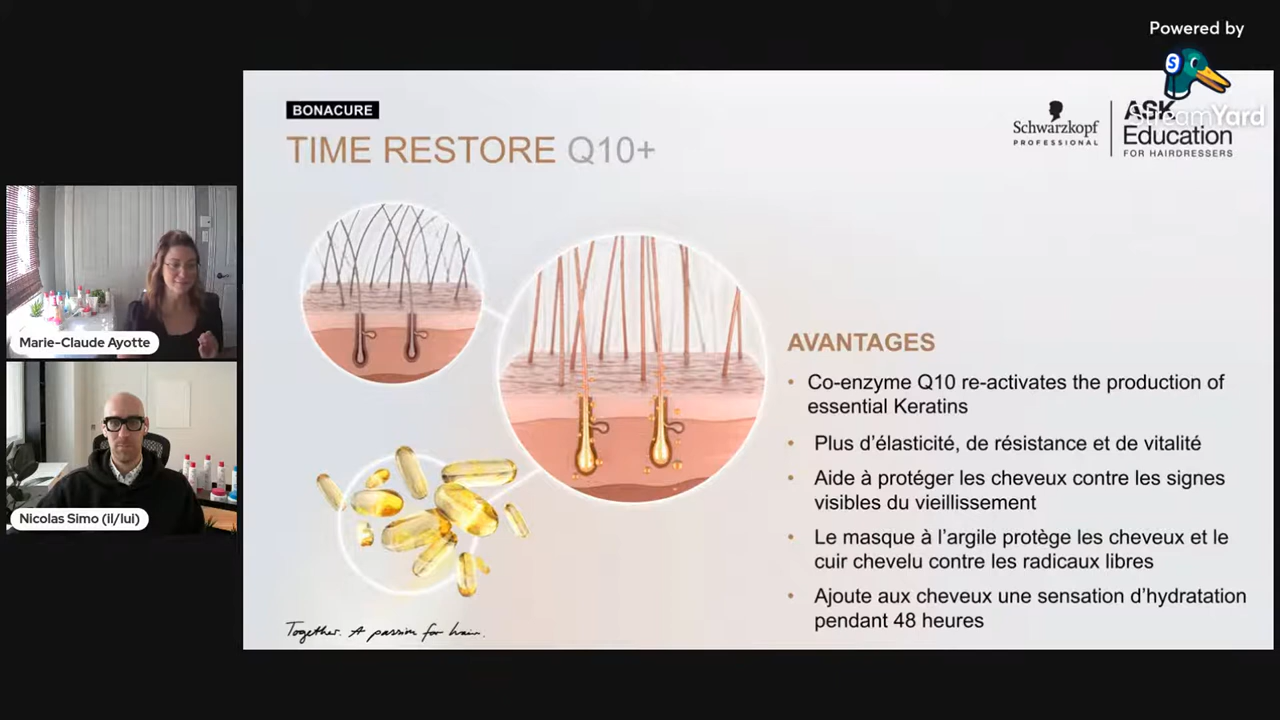 Powered by
StreamYard
BONACURE
TIME RESTORE Q10+
Schwarzkopf
PROFESSIONAL
ASK
Education
FOR HAIRDRESSERS
Marie-Claude Ayotte
Nicolas Simo (il/lui)
AVANTAGES
• Co-enzyme Q10 re-activates the production of
essential Keratins
• Plus d'élasticité, de résistance et de vitalité
• Aide à protéger les cheveux contre les signes
visibles du vieillissement
• Le masque à l'argile protège les cheveux et le
cuir chevelu contre les radicaux libres
• Ajoute aux cheveux une sensation d'hydratation
pendant 48 heures
Together. A passion for hair.